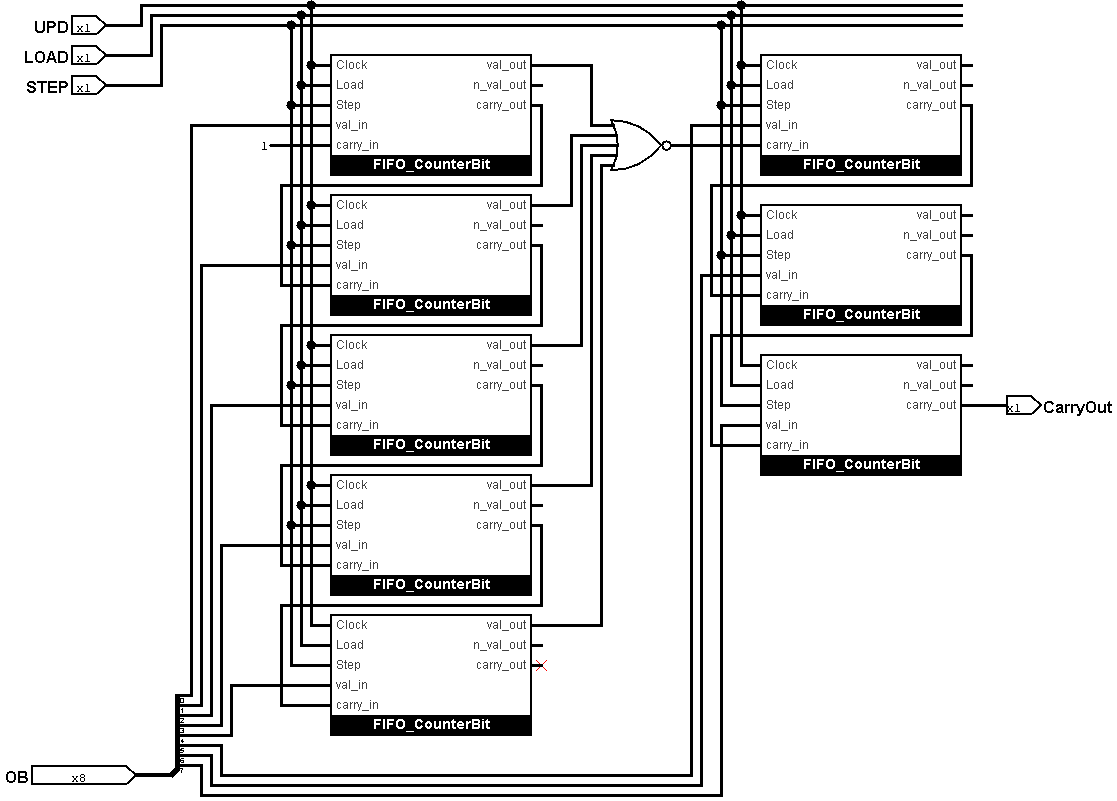 UPD x1
LOAD x1
STEP x1
Clock val_out
Load n_val_out
Step carry_out
val_in
1 carry_in
FIFO_CounterBit
Clock val_out
Load n_val_out
Step carry_out
val_in
carry_in
FIFO_CounterBit
Clock val_out
Load n_val_out
Step carry_out
val_in
carry_in
FIFO_CounterBit
Clock val_out
Load n_val_out
Step carry_out
val_in
carry_in
FIFO_CounterBit
Clock val_out
Load n_val_out
Step carry_out
val_in
carry_in
FIFO_CounterBit
Clock val_out
Load n_val_out
Step carry_out
val_in
carry_in
FIFO_CounterBit
Clock val_out
Load n_val_out
Step carry_out
val_in
carry_in
FIFO_CounterBit
Clock val_out
Load n_val_out
Step carry_out
val_in
carry_in
FIFO_CounterBit
x1 CarryOut
0
1
2
3
4
5
6
7
OB x8